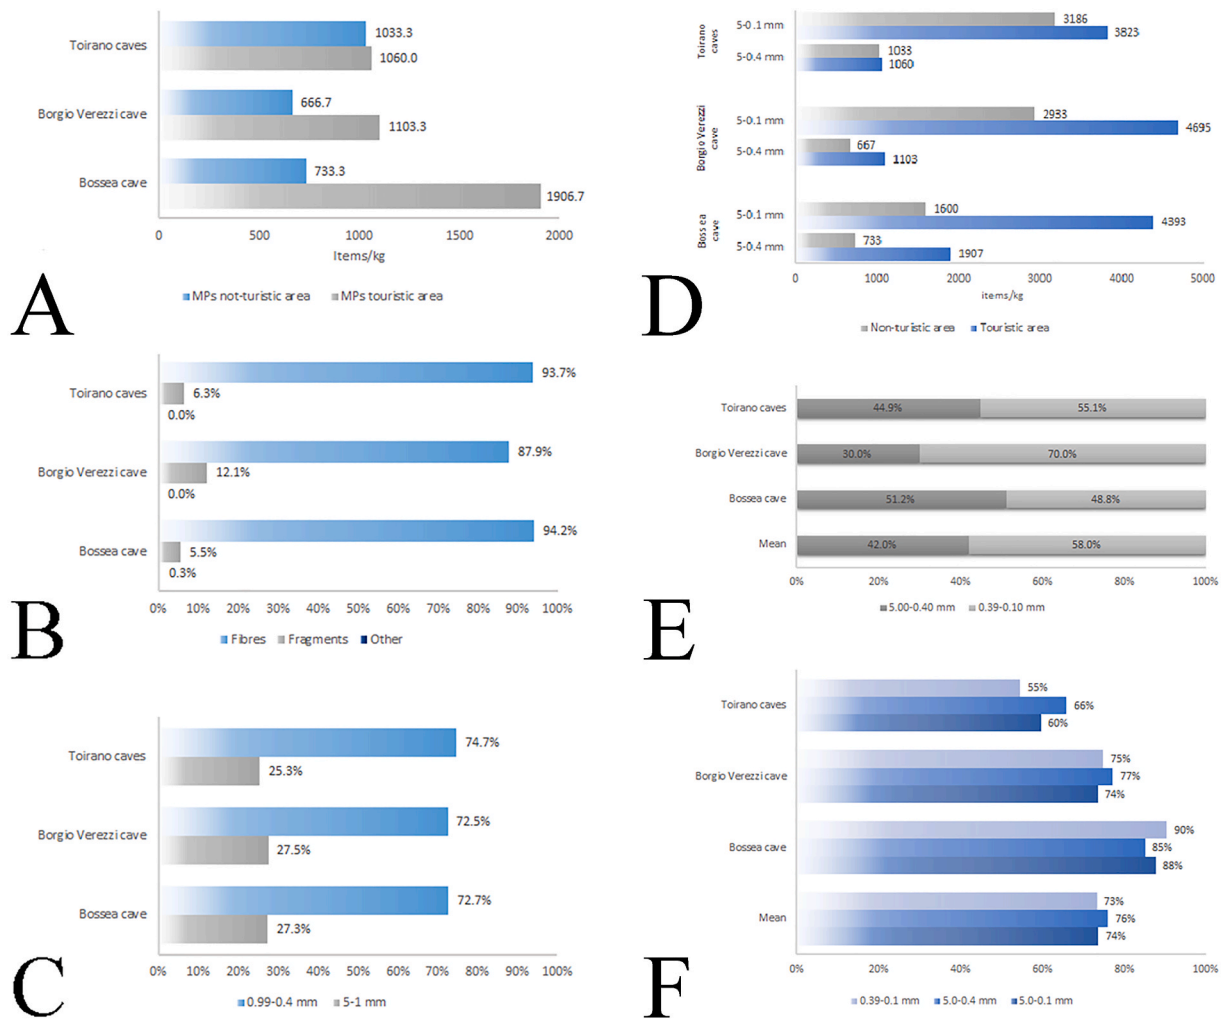 Toirano caves
1033.3
1060.0
Borgio Verezzi cave
666.7
1103.3
Bossea cave
733.3
1906.7
0 500 1000 1500 2000
Items/kg
MPs not-turistic area MPs touristic area
A
Toirano caves
93.7%
6.3%
0.0%
Borgio Verezzi cave
87.9%
12.1%
0.0%
Bossea cave
94.2%
5.5%
0.3%
0% 10% 20% 30% 40% 50% 60% 70% 80% 90% 100%
Fibres Fragments Other
B
Toirano caves
74.7%
25.3%
Borgio Verezzi cave
72.5%
27.5%
Bossea cave
72.7%
27.3%
0% 10% 20% 30% 40% 50% 60% 70% 80% 90% 100%
0.99-0.4 mm 5-1 mm
C
Toirano
caves
5-0.1 mm
3186
3823
5-0.4 mm
1033
1060
Borgio Verezzi
cave
5-0.1 mm
2933
4695
5-0.4 mm
667
1103
Bossea
cave
5-0.1 mm
1600
4393
5-0.4 mm
733
1907
0 1000 2000 3000 4000 5000
items/kg
Non-turistic area Touristic area
D
Toirano caves
44.9% 55.1%
Borgio Verezzi cave
30.0% 70.0%
Bossea cave
51.2% 48.8%
Mean
42.0% 58.0%
0% 20% 40% 60% 80% 100%
5.00-0.40 mm 0.39-0.10 mm
E
Toirano caves
55%
66%
60%
Borgio Verezzi cave
75%
77%
74%
Bossea cave
90%
85%
88%
Mean
73%
76%
74%
0% 20% 40% 60% 80% 100%
0.39-0.1 mm 5.0-0.4 mm 5.0-0.1 mm
F